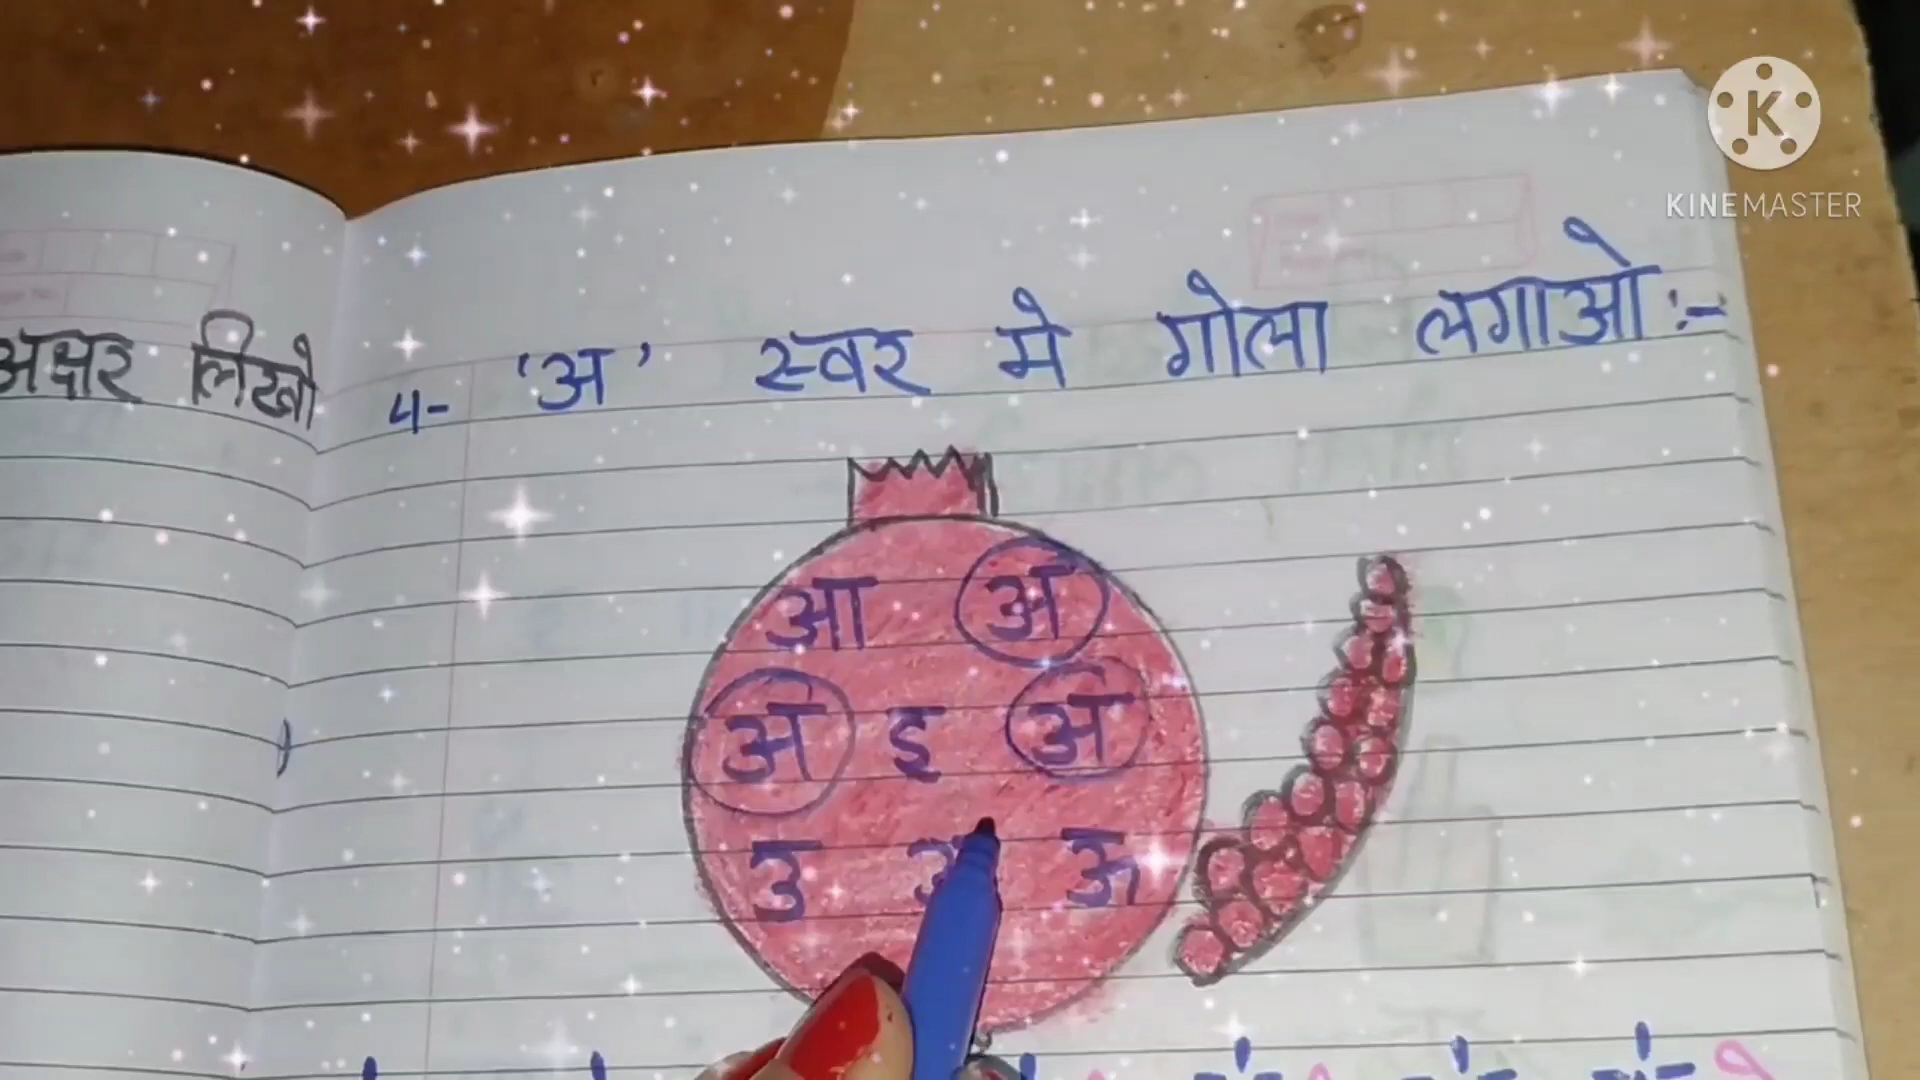 KINEMASTER
अक्षर लिखो
4- 'अ' स्वर मे गोला लगाओ :-
आ अ
अ इ अ
उ ऊ